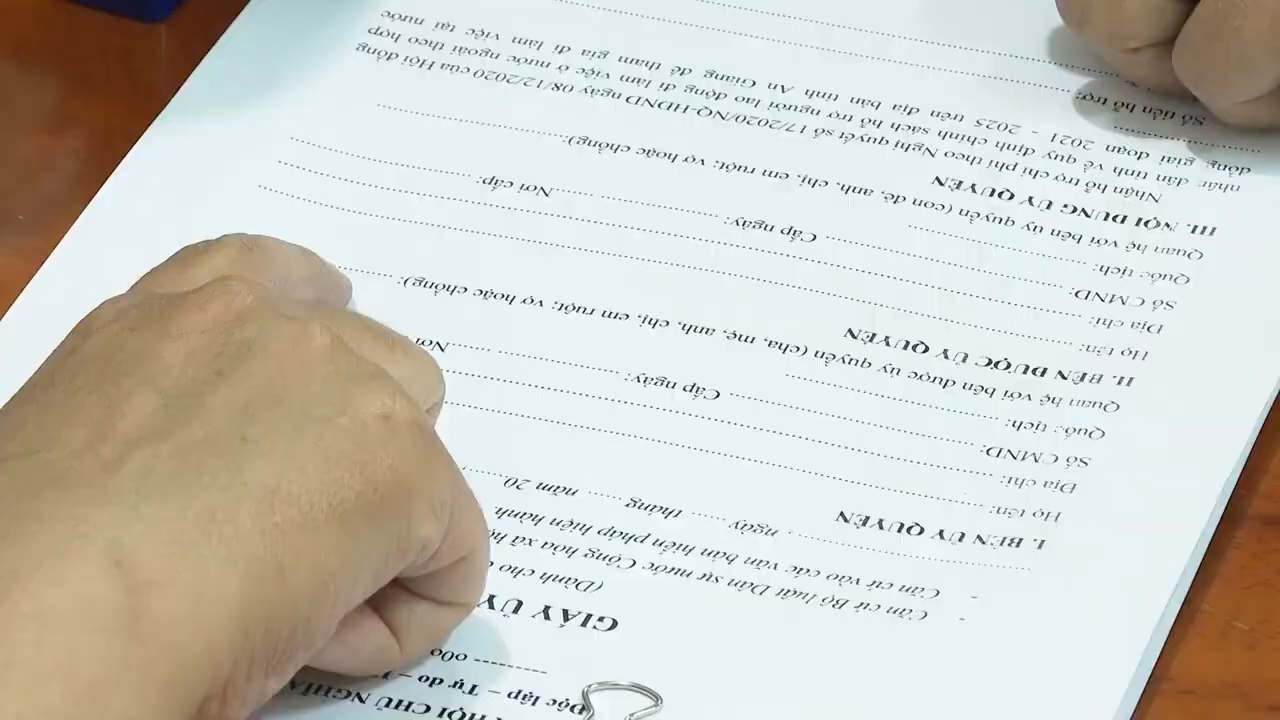 HỘI CHỦ NGHĨA
Độc lập – Tự do –
-------- oOo --------
GIẤY ỦY
(Dành cho
- Căn cứ Bộ luật Dân sự nước Cộng hòa xã
- Căn cứ vào các văn bản hiến pháp hiện hành.
........................., ngày ...... tháng ...... năm 20
I. BÊN ỦY QUYỀN
Họ tên:
Địa chỉ:
Số CMND: Cấp ngày: Nơi
Quốc tịch:
Quan hệ với bên được ủy quyền (cha, mẹ, anh, chị, em ruột; vợ hoặc chồng):
II. BÊN ĐƯỢC ỦY QUYỀN
Họ tên:
Địa chỉ:
Số CMND: Cấp ngày: Nơi cấp:
Quốc tịch:
Quan hệ với bên ủy quyền (con đẻ, anh, chị, em ruột; vợ hoặc chồng):
III. NỘI DUNG ỦY QUYỀN
Nhận hỗ trợ chi phí theo Nghị quyết số 17/2020/NQ-HĐND ngày 08/12/2020 của Hội đồng
nhân dân tỉnh về quy định chính sách hỗ trợ người lao động đi làm việc ở nước ngoài theo hợp
đồng, giai đoạn 2021 - 2025 trên địa bàn tỉnh An Giang để tham gia đi làm việc tại nước
Số tiền hỗ trợ: